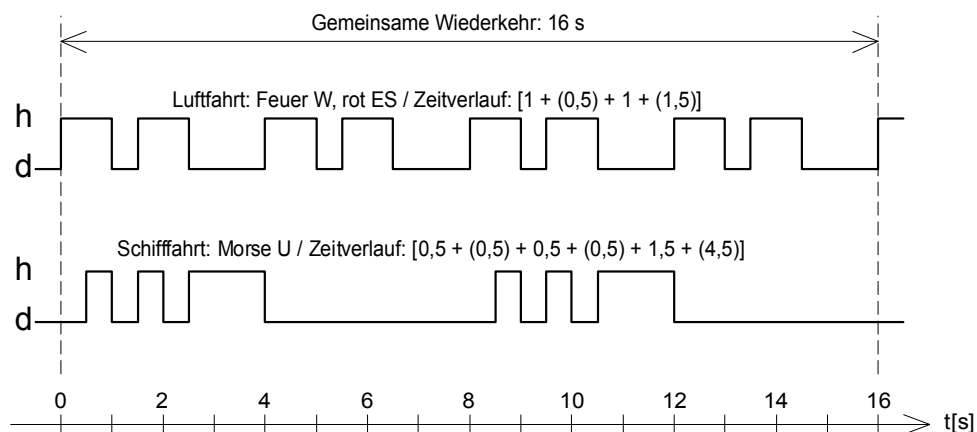 Gemeinsame Wiederkehr: 16 s
Luftfahrt: Feuer W, rot ES / Zeitverlauf: [1 + (0,5) + 1 + (1,5)]
h
d
Schifffahrt: Morse U / Zeitverlauf: [0,5 + (0,5) + 0,5 + (0,5) + 1,5 + (4,5)]
h
d
0 2 4 6 8 10 12 14 16
t[s]